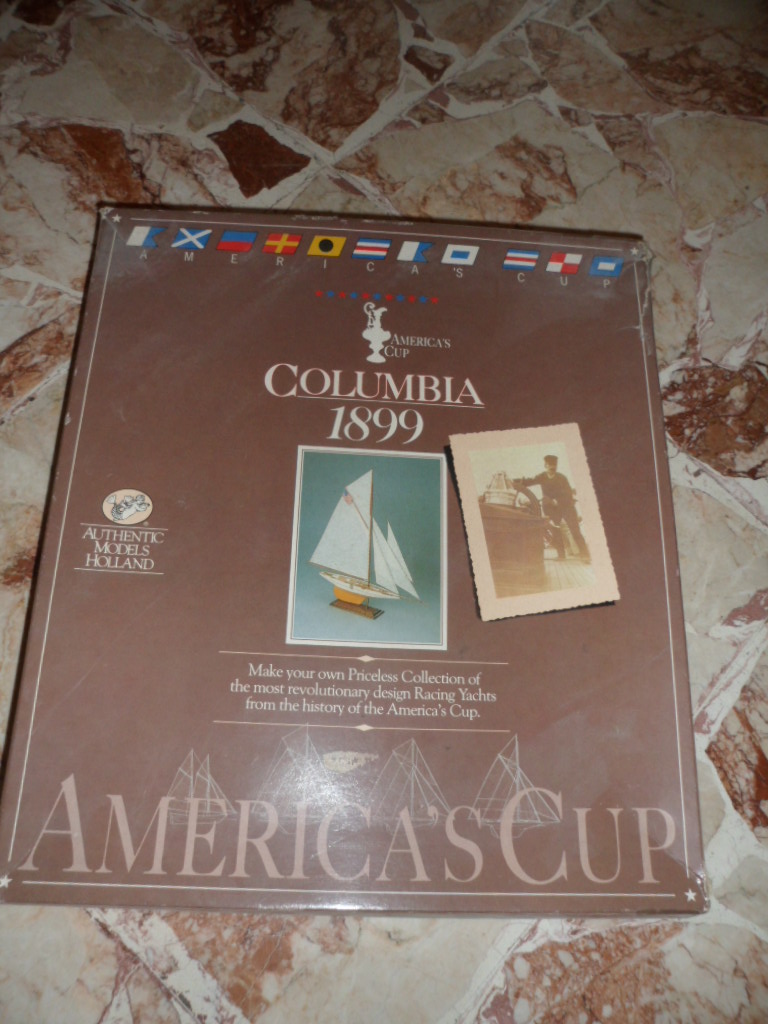 AMERICA'S CUP
AMERICA'S
CUP
COLUMBIA
1899
AUTHENTIC
MODELS
HOLLAND
Make your own Priceless Collection of
the most revolutionary design Racing Yachts
from the history of the America's Cup.
AMERICA'S CUP